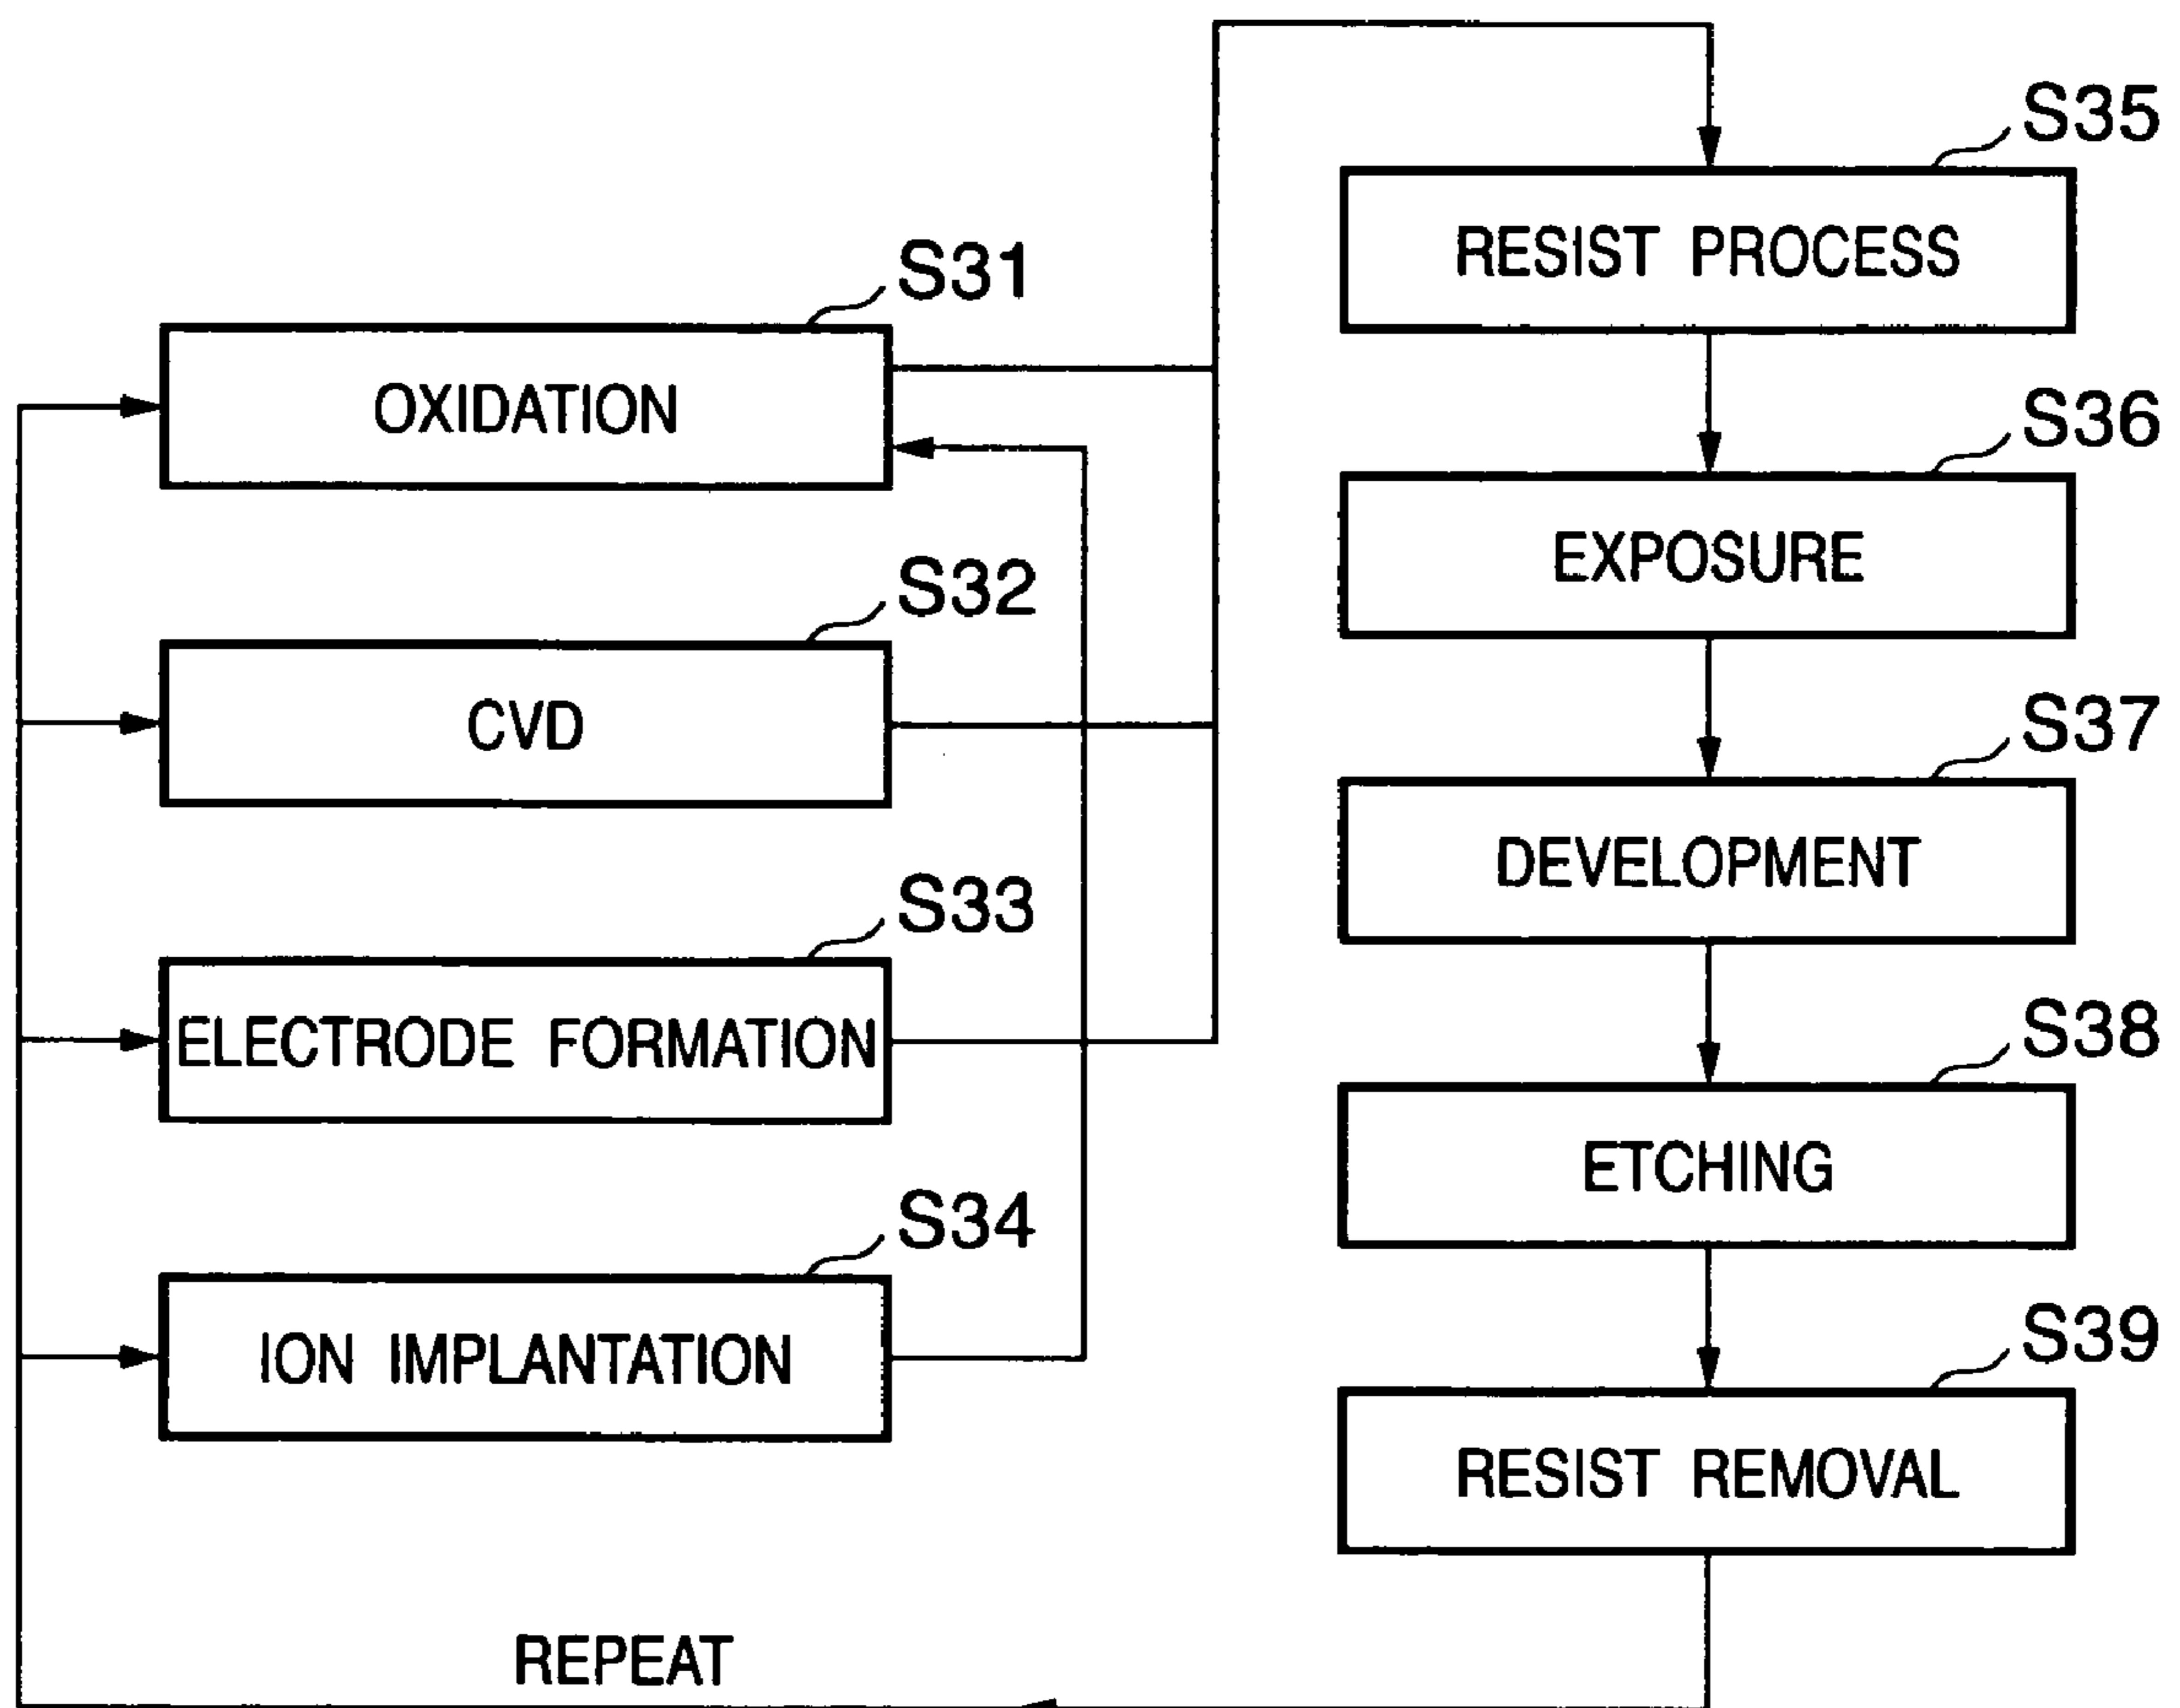 S31
OXIDATION
S32
CVD
S33
ELECTRODE FORMATION
S34
ION IMPLANTATION
S35
RESIST PROCESS
S36
EXPOSURE
S37
DEVELOPMENT
S38
ETCHING
S39
RESIST REMOVAL
REPEAT